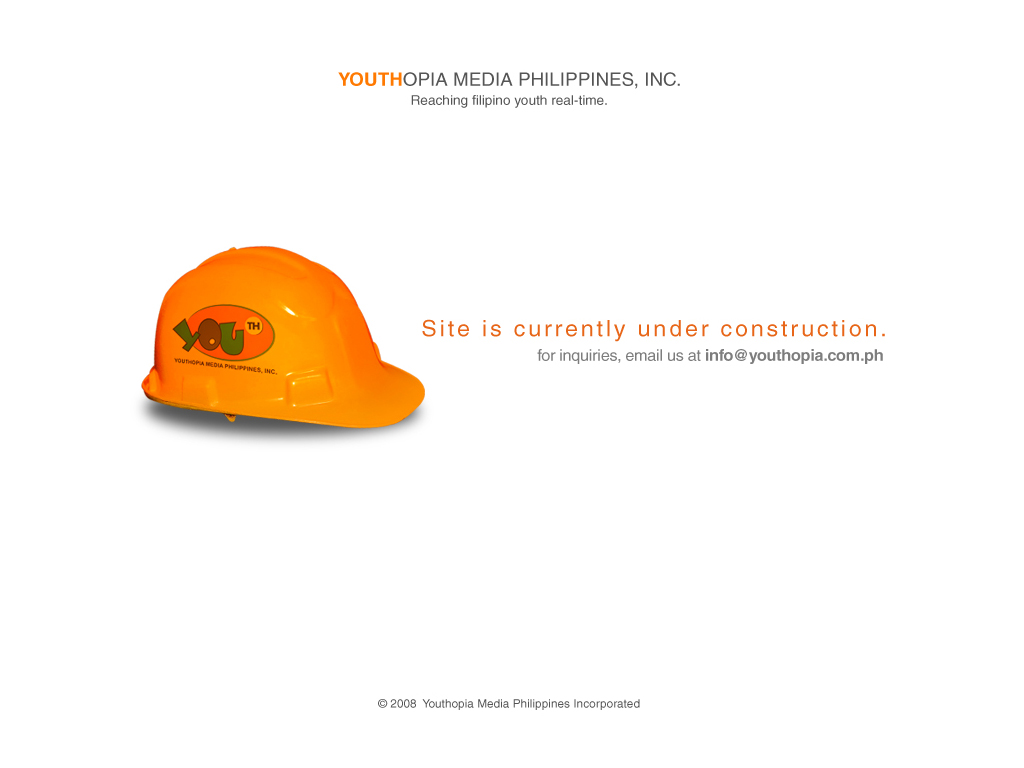 YOUTHOPIA MEDIA PHILIPPINES, INC.
Reaching filipino youth real-time.
YOU TH
YOUTHOPIA MEDIA PHILIPPINES, INC.
Site is currently under construction.
for inquiries, email us at info@youthopia.com.ph
© 2008 Youthopia Media Philippines Incorporated